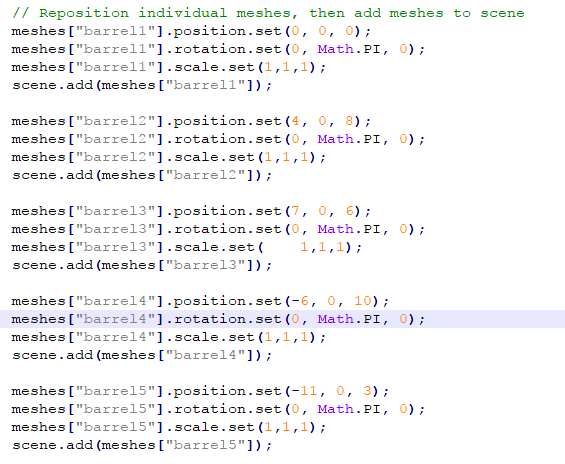 // Reposition individual meshes, then add meshes to scene
meshes["barrel1"].position.set(0, 0, 0);
meshes["barrel1"].rotation.set(0, Math.PI, 0);
meshes["barrel1"].scale.set(1,1,1);
scene.add(meshes["barrel1"]);

meshes["barrel2"].position.set(4, 0, 8);
meshes["barrel2"].rotation.set(0, Math.PI, 0);
meshes["barrel2"].scale.set(1,1,1);
scene.add(meshes["barrel2"]);

meshes["barrel3"].position.set(7, 0, 6);
meshes["barrel3"].rotation.set(0, Math.PI, 0);
meshes["barrel3"].scale.set(    1,1,1);
scene.add(meshes["barrel3"]);

meshes["barrel4"].position.set(-6, 0, 10);
meshes["barrel4"].rotation.set(0, Math.PI, 0);
meshes["barrel4"].scale.set(1,1,1);
scene.add(meshes["barrel4"]);

meshes["barrel5"].position.set(-11, 0, 3);
meshes["barrel5"].rotation.set(0, Math.PI, 0);
meshes["barrel5"].scale.set(1,1,1);
scene.add(meshes["barrel5"]);